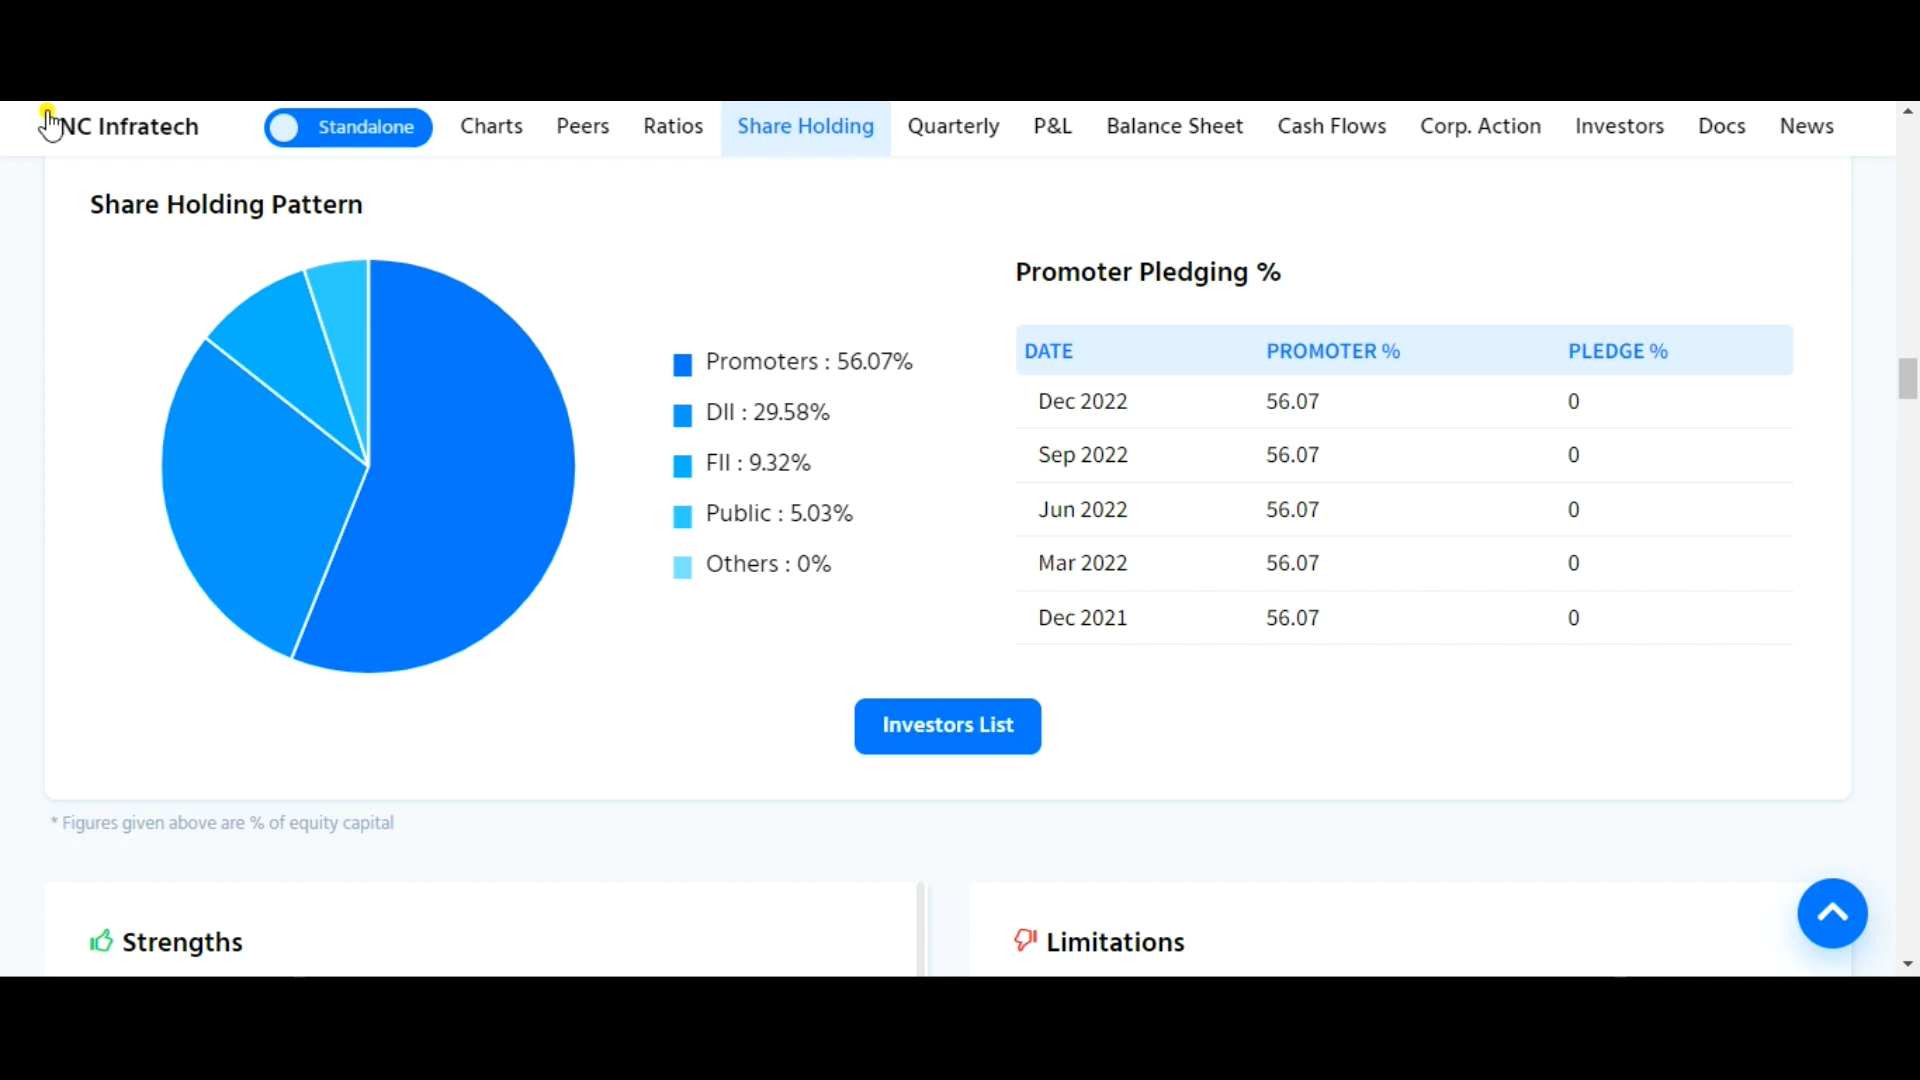 NC Infratech
Standalone
Charts
Peers
Ratios
Share Holding
Quarterly
P&L
Balance Sheet
Cash Flows
Corp. Action
Investors
Docs
News
Share Holding Pattern
Promoters : 56.07%
DII : 29.58%
FII : 9.32%
Public : 5.03%
Others : 0%
Promoter Pledging %
DATE PROMOTER % PLEDGE %
Dec 2022 56.07 0
Sep 2022 56.07 0
Jun 2022 56.07 0
Mar 2022 56.07 0
Dec 2021 56.07 0
Investors List
* Figures given above are % of equity capital
Strengths
Limitations